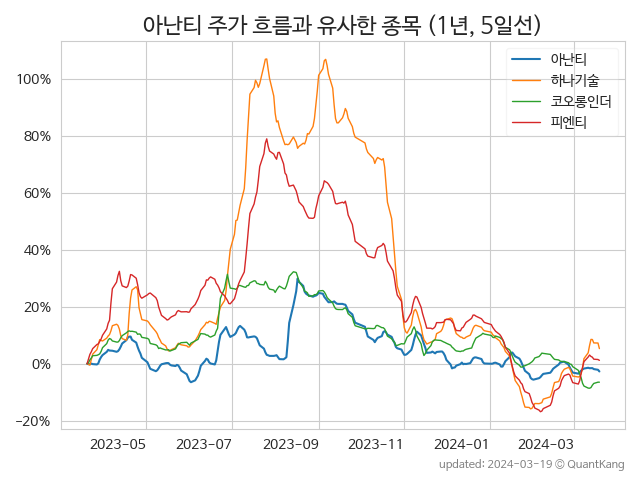 아난티 주가 흐름과 유사한 종목 (1년, 5일선)
아난티
하나기술
코오롱인더
피엔티
100%
80%
60%
40%
20%
0%
−20%
2023-05
2023-07
2023-09
2023-11
2024-01
2024-03
updated: 2024-03-19 © QuantKang